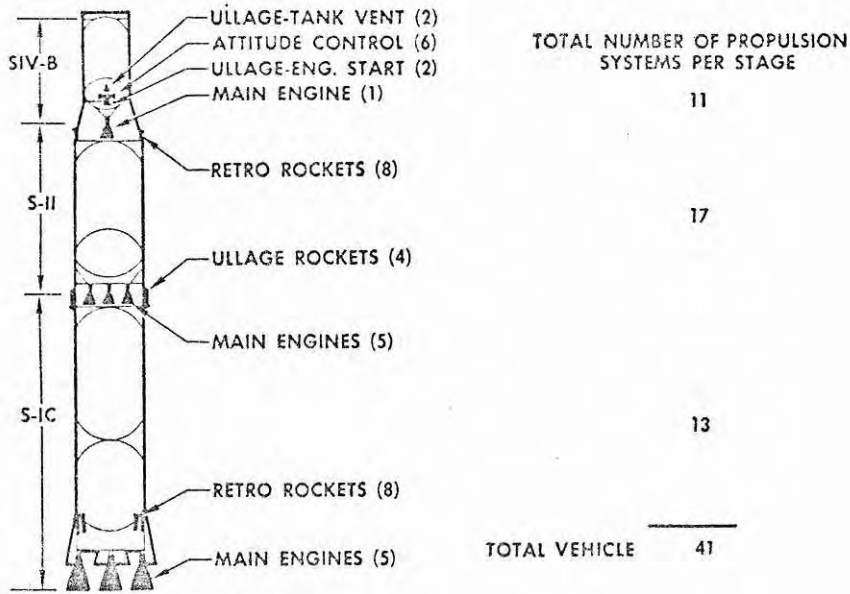 ULLAGE-TANK VENT (2)
ATTITUDE CONTROL (6)
ULLAGE-ENG. START (2)
MAIN ENGINE (1)
SIV-B
RETRO ROCKETS (8)
S-II
ULLAGE ROCKETS (4)
MAIN ENGINES (5)
S-IC
RETRO ROCKETS (8)
MAIN ENGINES (5)
TOTAL NUMBER OF PROPULSION
SYSTEMS PER STAGE
11
17
13
TOTAL VEHICLE 41